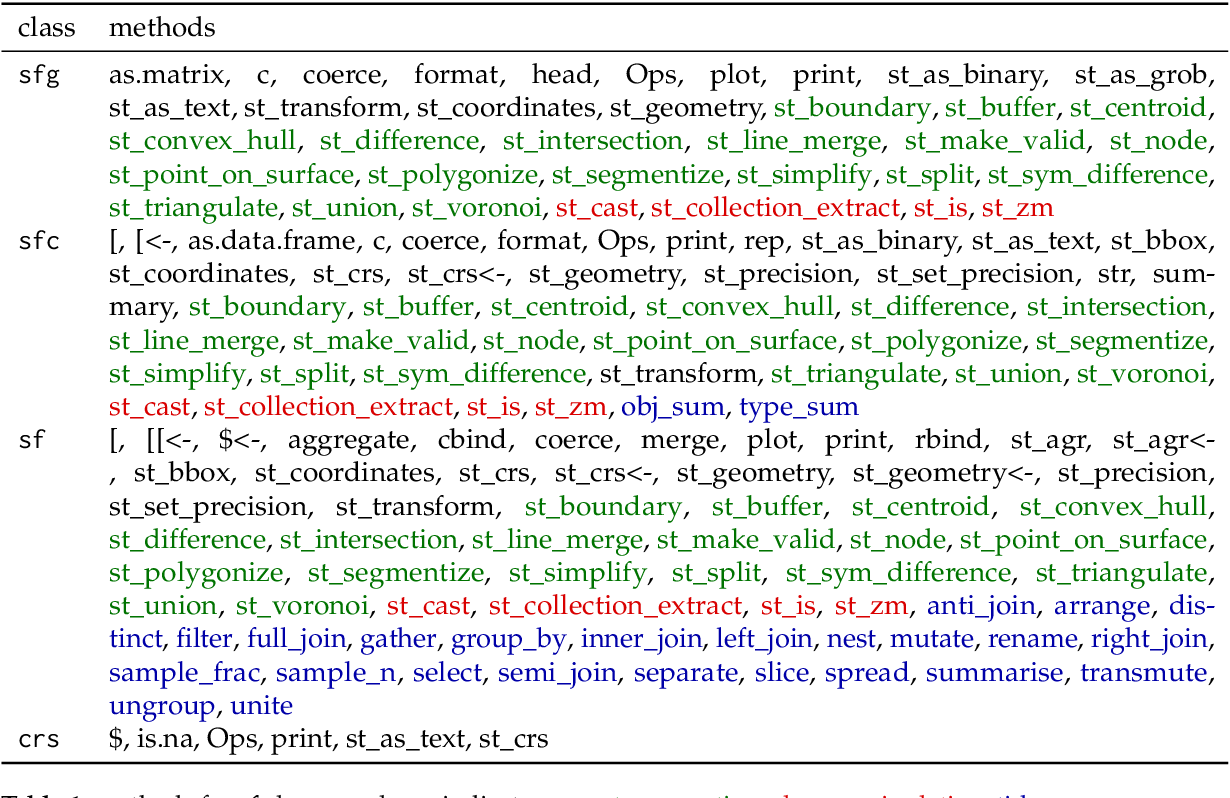 class methods
sfg as.matrix, c, coerce, format, head, Ops, plot, print, st_as_binary, st_as_grob,
st_as_text, st_transform, st_coordinates, st_geometry, st_boundary, st_buffer, st_centroid,
st_convex_hull, st_difference, st_intersection, st_line_merge, st_make_valid, st_node,
st_point_on_surface, st_polygonize, st_segmentize, st_simplify, st_split, st_sym_difference,
st_triangulate, st_union, st_voronoi, st_cast, st_collection_extract, st_is, st_zm
sfc [, [<-, as.data.frame, c, coerce, format, Ops, print, rep, st_as_binary, st_as_text, st_bbox,
st_coordinates, st_crs, st_crs<-, st_geometry, st_precision, st_set_precision, str, sum-
mary, st_boundary, st_buffer, st_centroid, st_convex_hull, st_difference, st_intersection,
st_line_merge, st_make_valid, st_node, st_point_on_surface, st_polygonize, st_segmentize,
st_simplify, st_split, st_sym_difference, st_transform, st_triangulate, st_union, st_voronoi,
st_cast, st_collection_extract, st_is, st_zm, obj_sum, type_sum
sf [, [[<-, $<-, aggregate, cbind, coerce, merge, plot, print, rbind, st_agr, st_agr<-
, st_bbox, st_coordinates, st_crs, st_crs<-, st_geometry, st_geometry<-, st_precision,
st_set_precision, st_transform, st_boundary, st_buffer, st_centroid, st_convex_hull,
st_difference, st_intersection, st_line_merge, st_make_valid, st_node, st_point_on_surface,
st_polygonize, st_segmentize, st_simplify, st_split, st_sym_difference, st_triangulate,
st_union, st_voronoi, st_cast, st_collection_extract, st_is, st_zm, anti_join, arrange, dis-
tinct, filter, full_join, gather, group_by, inner_join, left_join, nest, mutate, rename, right_join,
sample_frac, sample_n, select, semi_join, separate, slice, spread, summarise, transmute,
ungroup, unite
crs $, is.na, Ops, print, st_as_text, st_crs